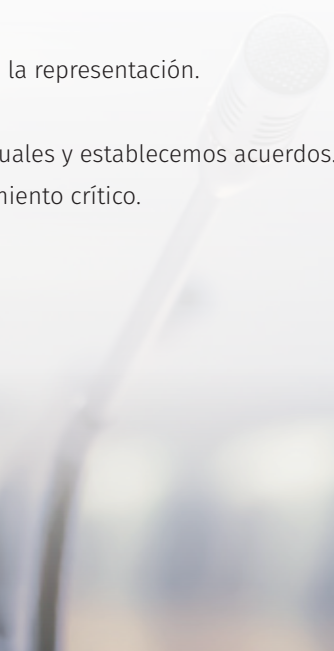 la representación.
uales y establecemos acuerdos.
miento crítico.